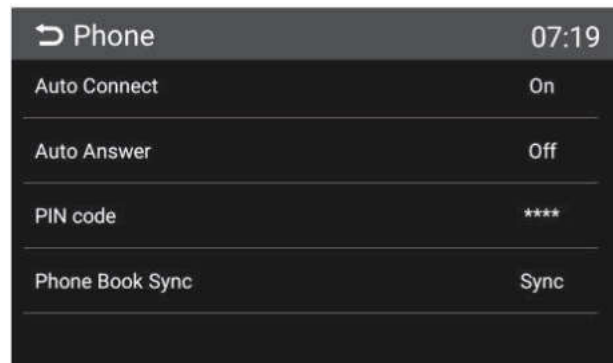 Phone 07:19
Auto Connect On
Auto Answer Off
PIN code ****
Phone Book Sync Sync